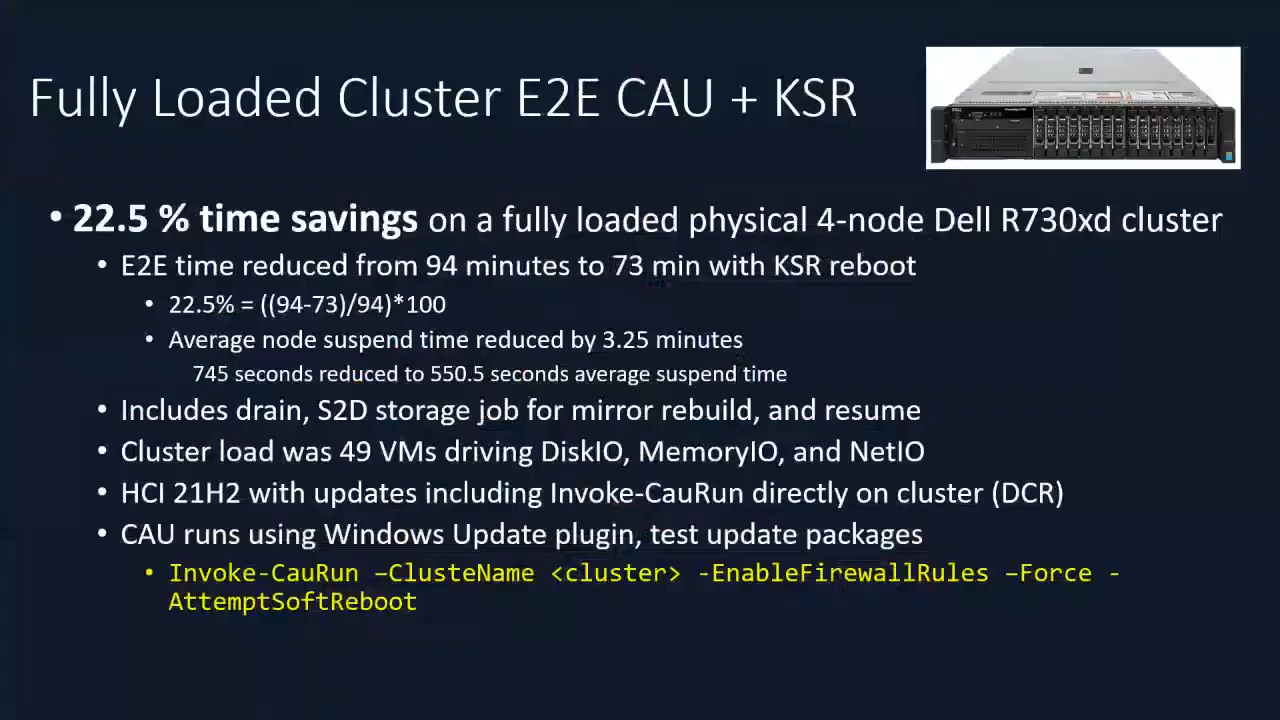 Fully Loaded Cluster E2E CAU + KSR
• 22.5 % time savings on a fully loaded physical 4-node Dell R730xd cluster
• E2E time reduced from 94 minutes to 73 min with KSR reboot
• 22.5% = ((94-73)/94)*100
• Average node suspend time reduced by 3.25 minutes
745 seconds reduced to 550.5 seconds average suspend time
• Includes drain, S2D storage job for mirror rebuild, and resume
• Cluster load was 49 VMs driving DiskIO, MemoryIO, and NetIO
• HCI 21H2 with updates including Invoke-CauRun directly on cluster (DCR)
• CAU runs using Windows Update plugin, test update packages
• Invoke-CauRun –ClusteName <cluster> -EnableFirewallRules –Force -
AttemptSoftReboot